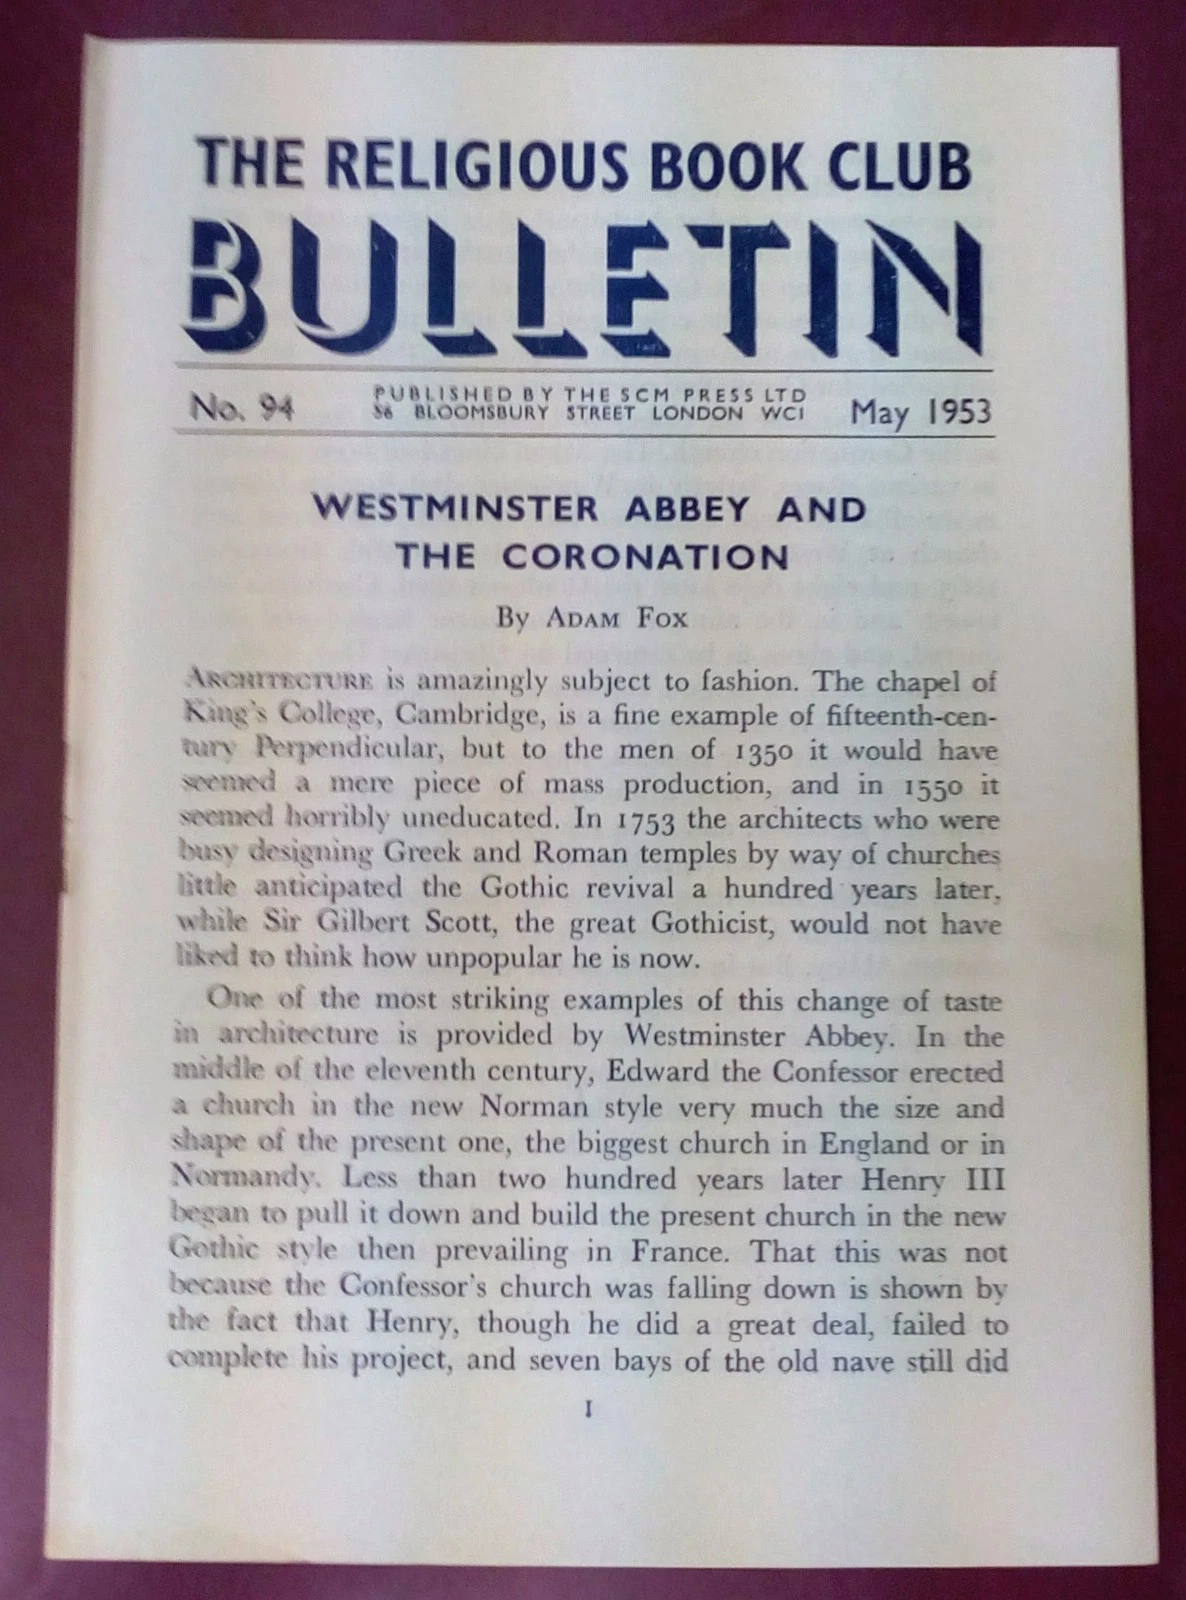 THE RELIGIOUS BOOK CLUB
BULLETIN
No. 94
PUBLISHED BY THE SCM PRESS LTD
56 BLOOMSBURY STREET LONDON WC1
May 1953
WESTMINSTER ABBEY AND
THE CORONATION
By ADAM FOX
ARCHITECTURE is amazingly subject to fashion. The chapel of
King's College, Cambridge, is a fine example of fifteenth-cen-
tury Perpendicular, but to the men of 1350 it would have
seemed a mere piece of mass production, and in 1550 it
seemed horribly uneducated. In 1753 the architects who were
busy designing Greek and Roman temples by way of churches
little anticipated the Gothic revival a hundred years later,
while Sir Gilbert Scott, the great Gothicist, would not have
liked to think how unpopular he is now.
One of the most striking examples of this change of taste
in architecture is provided by Westminster Abbey. In the
middle of the eleventh century, Edward the Confessor erected
a church in the new Norman style very much the size and
shape of the present one, the biggest church in England or in
Normandy. Less than two hundred years later Henry III
began to pull it down and build the present church in the new
Gothic style then prevailing in France. That this was not
because the Confessor's church was falling down is shown by
the fact that Henry, though he did a great deal, failed to
complete his project, and seven bays of the old nave still did
I